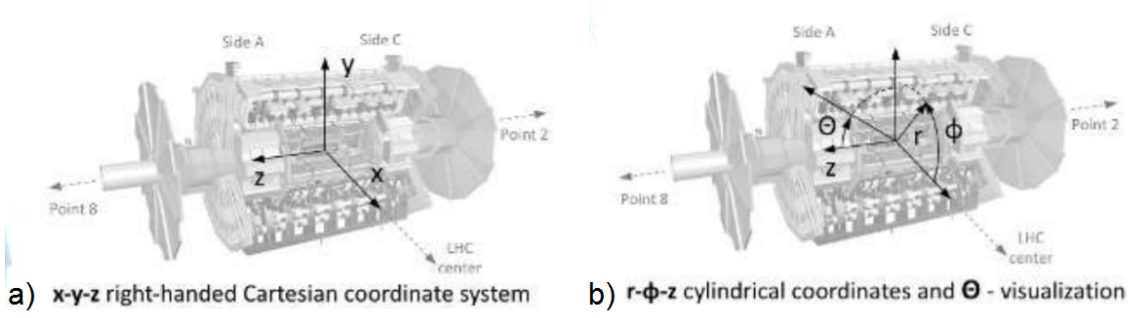 Side A
Side C
y
Point 2
z
x
Point 8
LHC
center
a) x-y-z right-handed Cartesian coordinate system
Side A
Side C
Θ
r
ϕ
Point 2
z
Point 8
LHC
center
b) r-ϕ-z cylindrical coordinates and Θ - visualization